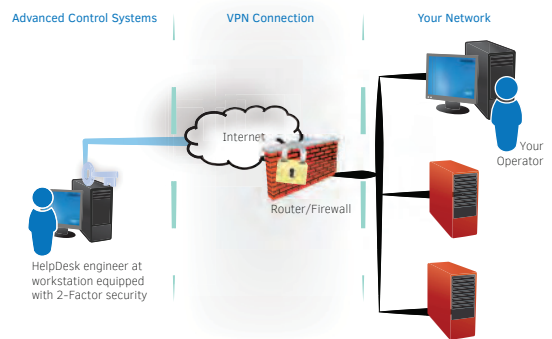 Advanced Control Systems
VPN Connection
Your Network
Internet
Your
Operator
Router/Firewall
HelpDesk engineer at
workstation equipped
with 2-Factor security